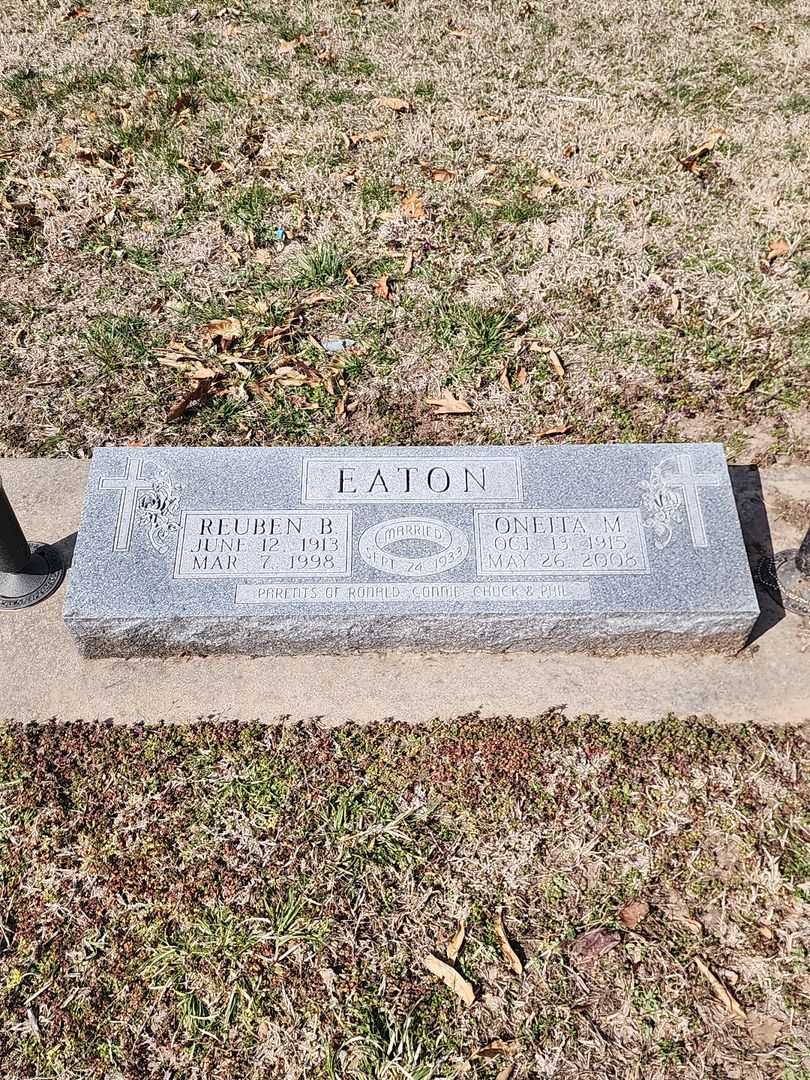 EATON
REUBEN B.
JUNE 12, 1913
MAR 7, 1998
MARRIED
SEPT 24 1933
ONEITA M.
OCT. 13, 1915
MAY 26, 2008
PARENTS OF RONALD, CONNIE, CHUCK & PHIL